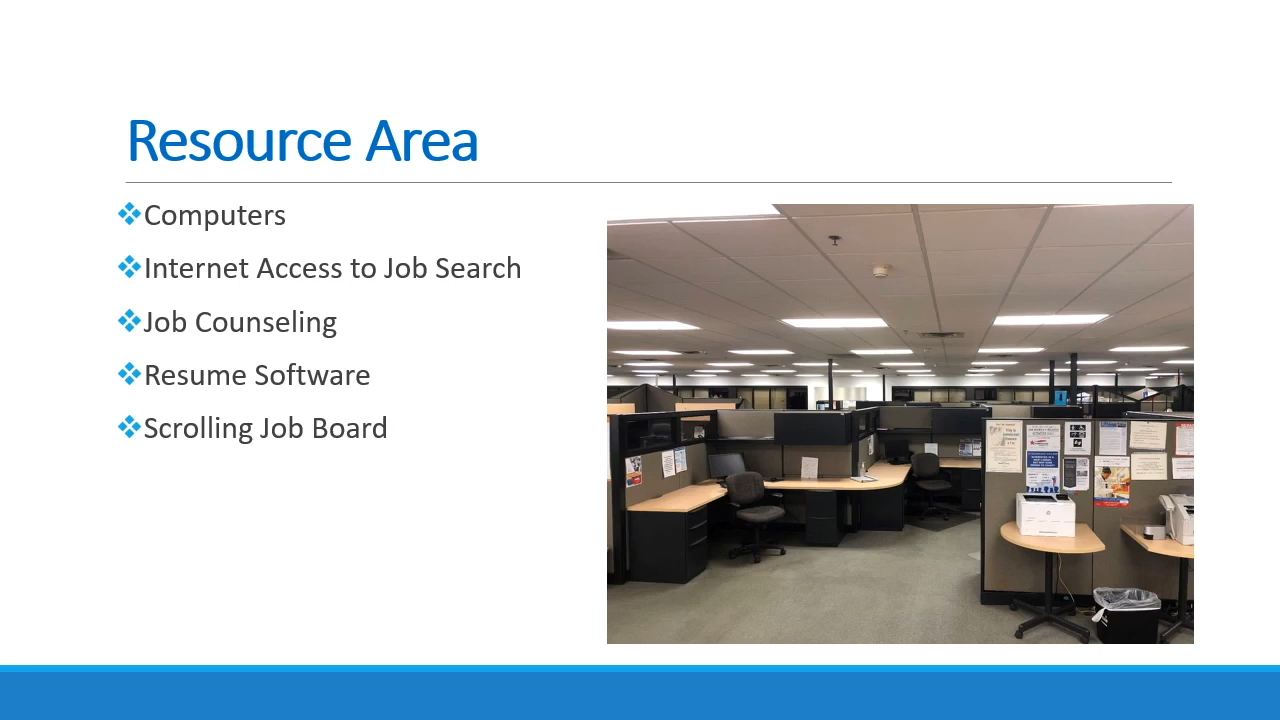 Resource Area
Computers
Internet Access to Job Search
Job Counseling
Resume Software
Scrolling Job Board